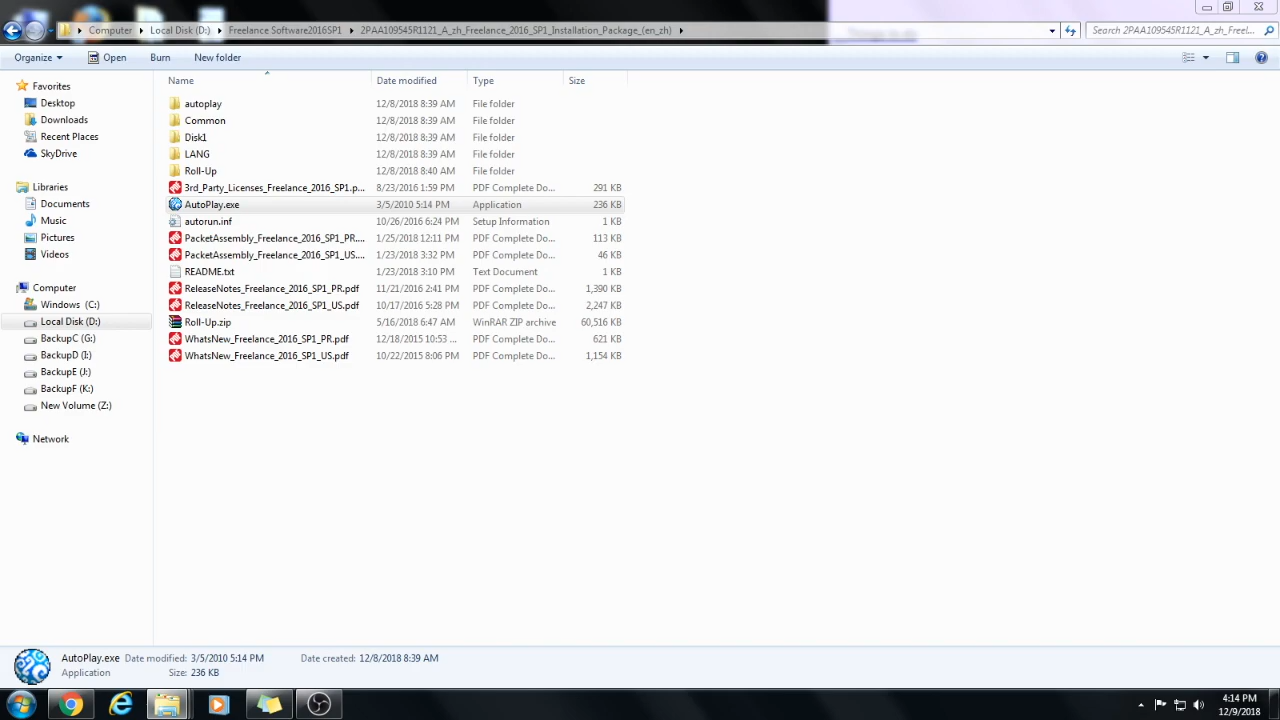 Computer Local Disk (D:) Freelance Software2016SP1 2PAA109545R1121_A_zh_Freelance_2016_SP1_Installation_Package_(en_zh) Search 2PAA109545R1121_A_zh_Freel...
Organize Open Burn New folder
Name Date modified Type Size
Favorites
Desktop
Downloads
Recent Places
SkyDrive
Libraries
Documents
Music
Pictures
Videos
Computer
Windows (C:)
Local Disk (D:)
BackupC (G:)
BackupD (I:)
BackupE (J:)
BackupF (K:)
New Volume (Z:)
Network
autoplay 12/8/2018 8:39 AM File folder
Common 12/8/2018 8:39 AM File folder
Disk1 12/8/2018 8:39 AM File folder
LANG 12/8/2018 8:39 AM File folder
Roll-Up 12/8/2018 8:40 AM File folder
3rd_Party_Licenses_Freelance_2016_SP1.p... 8/23/2016 1:59 PM PDF Complete Do... 291 KB
AutoPlay.exe 3/5/2010 5:14 PM Application 236 KB
autorun.inf 10/26/2016 6:24 PM Setup Information 1 KB
PacketAssembly_Freelance_2016_SP1_PR.... 1/25/2018 12:11 PM PDF Complete Do... 113 KB
PacketAssembly_Freelance_2016_SP1_US.... 1/23/2018 3:32 PM PDF Complete Do... 46 KB
README.txt 1/23/2018 3:10 PM Text Document 1 KB
ReleaseNotes_Freelance_2016_SP1_PR.pdf 11/21/2016 2:41 PM PDF Complete Do... 1,390 KB
ReleaseNotes_Freelance_2016_SP1_US.pdf 10/17/2016 5:28 PM PDF Complete Do... 2,247 KB
Roll-Up.zip 5/16/2018 6:47 AM WinRAR ZIP archive 60,516 KB
WhatsNew_Freelance_2016_SP1_PR.pdf 12/18/2015 10:53 ... PDF Complete Do... 621 KB
WhatsNew_Freelance_2016_SP1_US.pdf 10/22/2015 8:06 PM PDF Complete Do... 1,154 KB
AutoPlay.exe Date modified: 3/5/2010 5:14 PM Date created: 12/8/2018 8:39 AM
Application Size: 236 KB
4:14 PM
12/9/2018